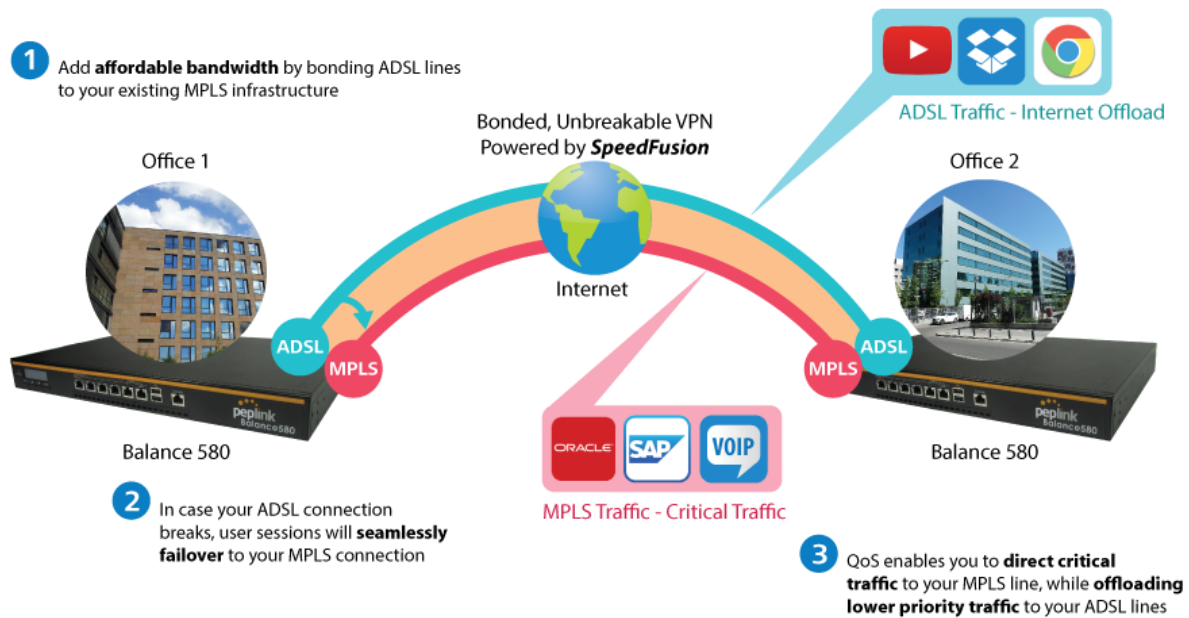 1
Add affordable bandwidth by bonding ADSL lines
to your existing MPLS infrastructure
ADSL Traffic - Internet Offload
Bonded, Unbreakable VPN
Powered by SpeedFusion
Office 1
Office 2
Internet
ADSL
MPLS
MPLS
ADSL
peplink
Balance580
peplink
Balance580
ORACLE
SAP
VOIP
MPLS Traffic - Critical Traffic
Balance 580
Balance 580
2
In case your ADSL connection
breaks, user sessions will seamlessly
failover to your MPLS connection
3
QoS enables you to direct critical
traffic to your MPLS line, while offloading
lower priority traffic to your ADSL lines